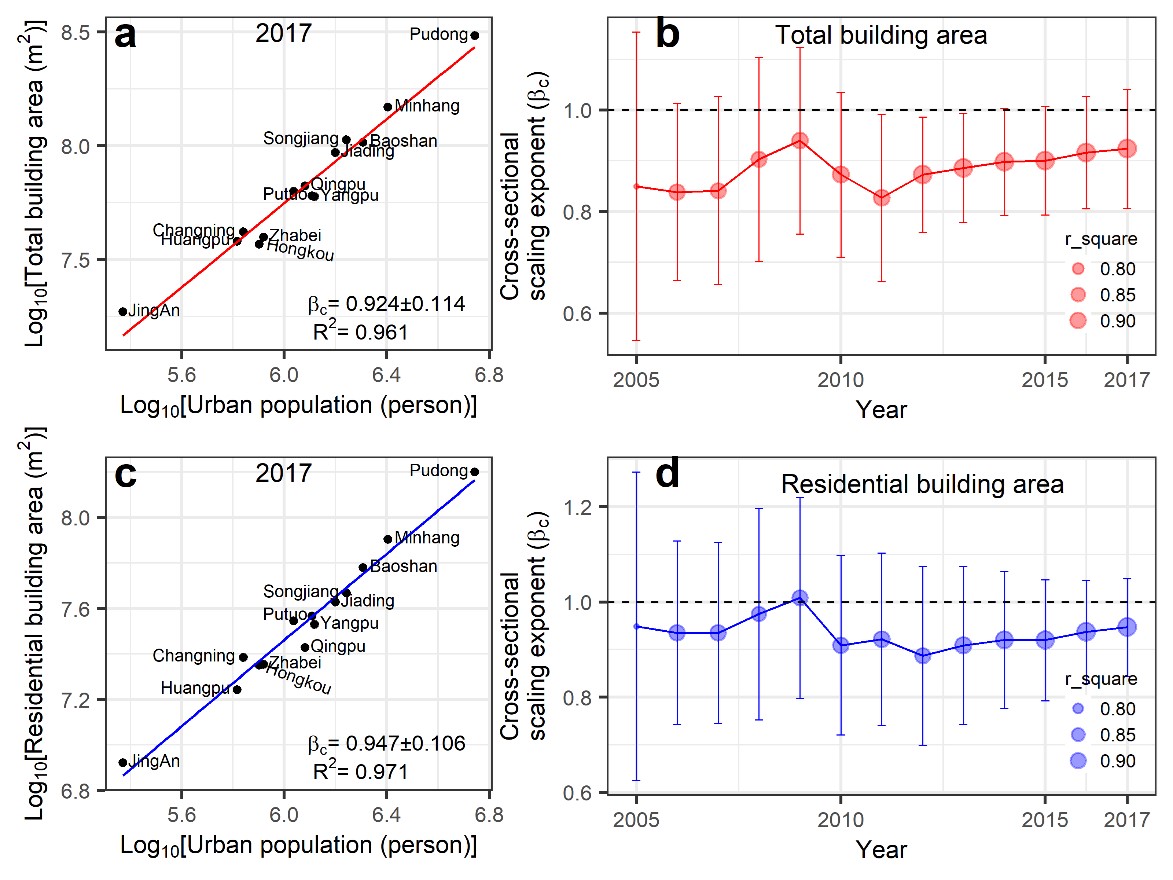 a
2017
Pudong
Minhang
Songjiang
Baoshan
Jiading
Qingpu
Putuo
Yangpu
Changning
Huangpu
Zhabei
Hongkou
JingAn
βc= 0.924±0.114
R2= 0.961
8.5
8.0
7.5
5.6
6.0
6.4
6.8
Log10[Total building area (m2)]
Log10[Urban population (person)]
b
Total building area
1.0
0.8
0.6
r_square
0.80
0.85
0.90
2005
2010
2015
2017
Cross-sectional
scaling exponent (βc)
Year
c
2017
Pudong
Minhang
Baoshan
Songjiang
Jiading
Putuo
Yangpu
Qingpu
Changning
Zhabei
Hongkou
Huangpu
JingAn
βc= 0.947±0.106
R2= 0.971
8.0
7.6
7.2
6.8
5.6
6.0
6.4
6.8
Log10[Residential building area (m2)]
Log10[Urban population (person)]
d
Residential building area
1.2
1.0
0.8
0.6
r_square
0.80
0.85
0.90
2005
2010
2015
2017
Cross-sectional
scaling exponent (βc)
Year